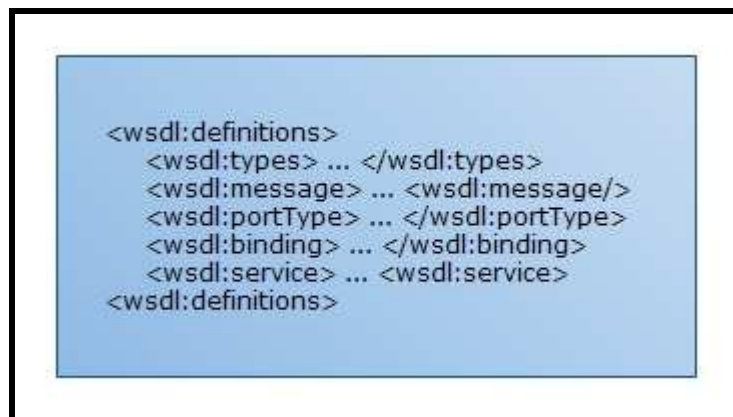 <wsdl:definitions>
<wsdl:types> ... </wsdl:types>
<wsdl:message> ... <wsdl:message/>
<wsdl:portType> ... </wsdl:portType>
<wsdl:binding> ... </wsdl:binding>
<wsdl:service> ... <wsdl:service>
<wsdl:definitions>